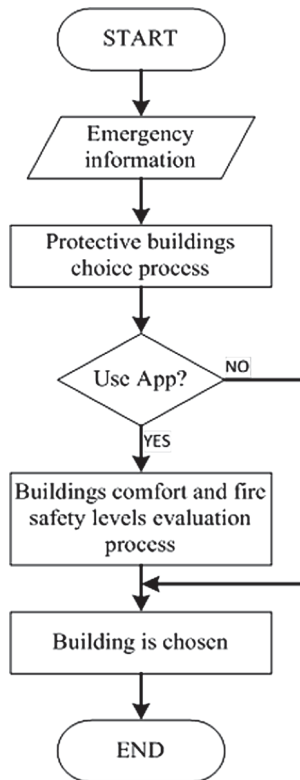 START
Emergency
information
Protective buildings
choice process
Use App?
NO
YES
Buildings comfort and fire
safety levels evaluation
process
Building is chosen
END